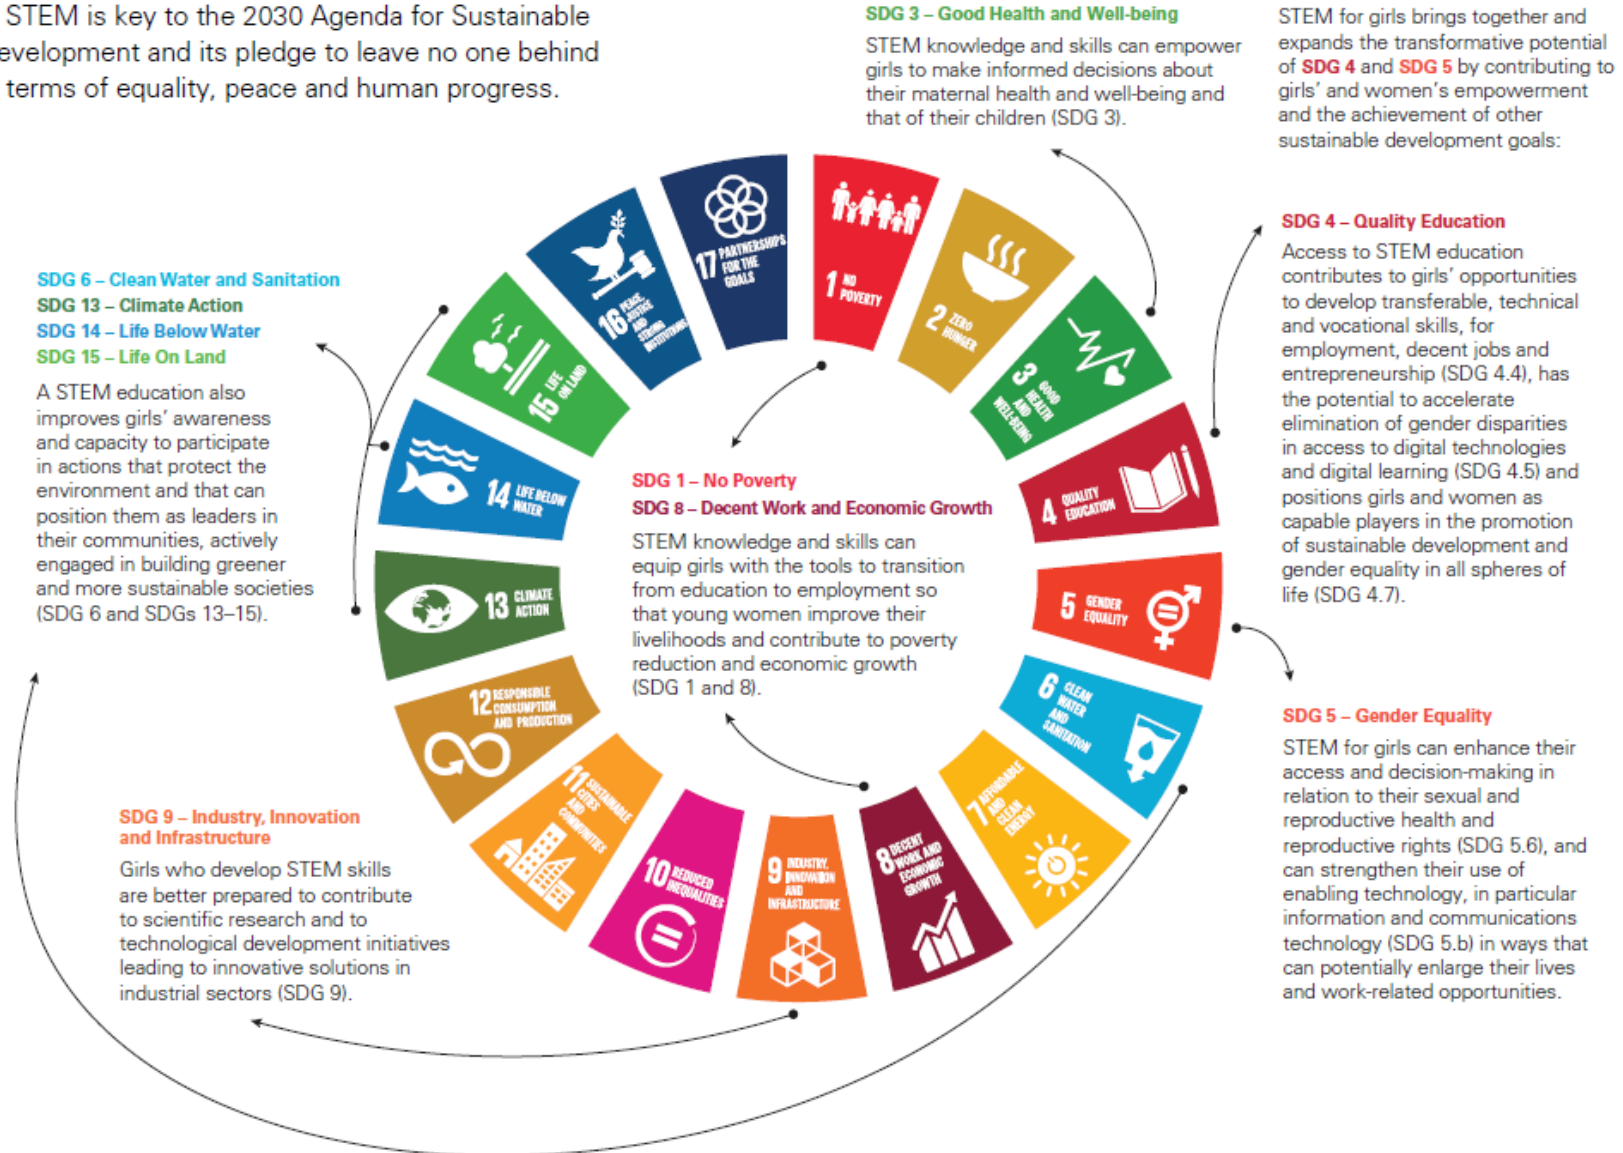 STEM is key to the 2030 Agenda for Sustainable
evelopment and its pledge to leave no one behind
terms of equality, peace and human progress.
SDG 3 – Good Health and Well-being
STEM knowledge and skills can empower
girls to make informed decisions about
their maternal health and well-being and
that of their children (SDG 3).
STEM for girls brings together and
expands the transformative potential
of SDG 4 and SDG 5 by contributing to
girls' and women's empowerment
and the achievement of other
sustainable development goals:
SDG 4 – Quality Education
Access to STEM education
contributes to girls' opportunities
to develop transferable, technical
and vocational skills, for
employment, decent jobs and
entrepreneurship (SDG 4.4), has
the potential to accelerate
elimination of gender disparities
in access to digital technologies
and digital learning (SDG 4.5) and
positions girls and women as
capable players in the promotion
of sustainable development and
gender equality in all spheres of
life (SDG 4.7).
SDG 5 – Gender Equality
STEM for girls can enhance their
access and decision-making in
relation to their sexual and
reproductive health and
reproductive rights (SDG 5.6), and
can strengthen their use of
enabling technology, in particular
information and communications
technology (SDG 5.b) in ways that
can potentially enlarge their lives
and work-related opportunities.
SDG 6 – Clean Water and Sanitation
SDG 13 – Climate Action
SDG 14 – Life Below Water
SDG 15 – Life On Land
A STEM education also
improves girls' awareness
and capacity to participate
in actions that protect the
environment and that can
position them as leaders in
their communities, actively
engaged in building greener
and more sustainable societies
(SDG 6 and SDGs 13–15).
SDG 9 – Industry, Innovation
and Infrastructure
Girls who develop STEM skills
are better prepared to contribute
to scientific research and to
technological development initiatives
leading to innovative solutions in
industrial sectors (SDG 9).
SDG 1 – No Poverty
SDG 8 – Decent Work and Economic Growth
STEM knowledge and skills can
equip girls with the tools to transition
from education to employment so
that young women improve their
livelihoods and contribute to poverty
reduction and economic growth
(SDG 1 and 8).
1 NO
POVERTY
2 ZERO
HUNGER
3 GOOD
HEALTH
AND
WELL-BEING
4 QUALITY
EDUCATION
5 GENDER
EQUALITY
6 CLEAN
WATER
AND
SANITATION
7 AFFORDABLE
AND
CLEAN
ENERGY
8 DECENT
WORK AND
ECONOMIC
GROWTH
9 INDUSTRY,
INNOVATION
AND
INFRASTRUCTURE
10 REDUCED
INEQUALITIES
11 SUSTAINABLE
CITIES
AND
COMMUNITIES
12 RESPONSIBLE
CONSUMPTION
AND PRODUCTION
13 CLIMATE
ACTION
14 LIFE BELOW
WATER
15 LIFE
ON LAND
16 PEACE,
JUSTICE
AND
STRONG
INSTITUTIONS
17 PARTNERSHIPS
FOR THE
GOALS